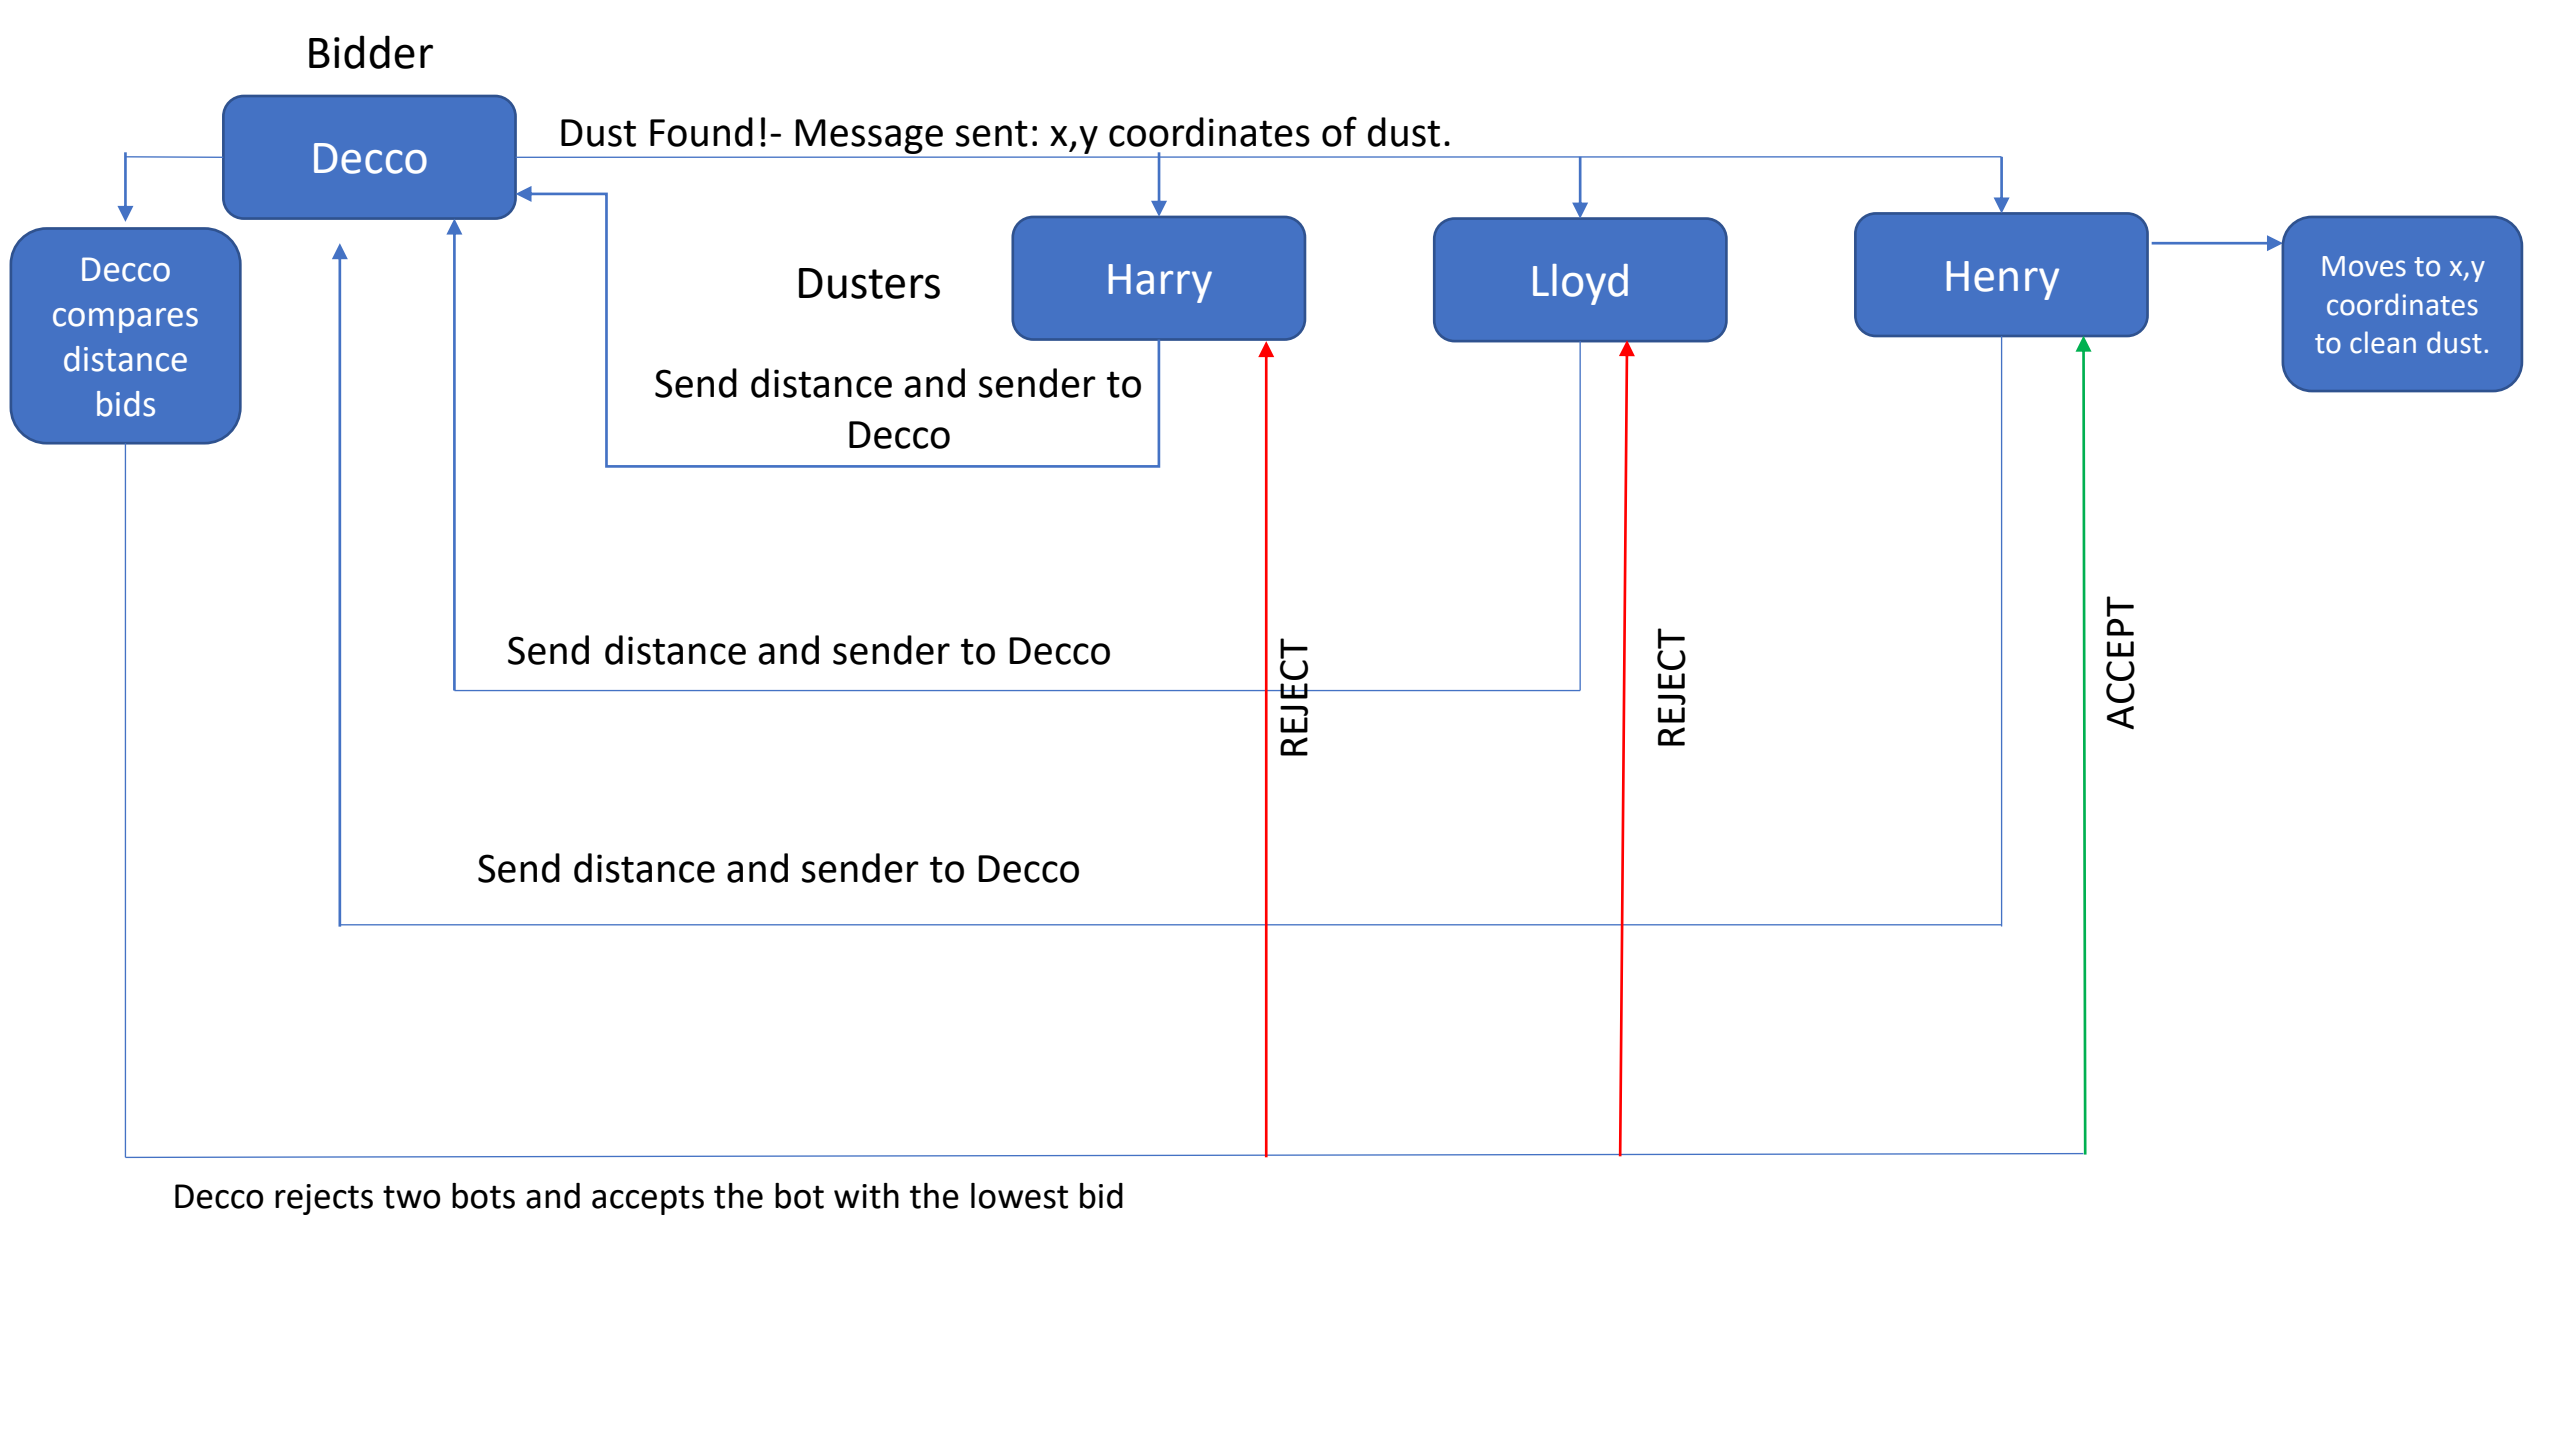 Bidder
Decco
Dust Found!- Message sent: x,y coordinates of dust.
Decco
compares
distance
bids
Dusters
Harry
Lloyd
Henry
Moves to x,y
coordinates
to clean dust.
Send distance and sender to
Decco
Send distance and sender to Decco
REJECT
REJECT
ACCEPT
Send distance and sender to Decco
Decco rejects two bots and accepts the bot with the lowest bid